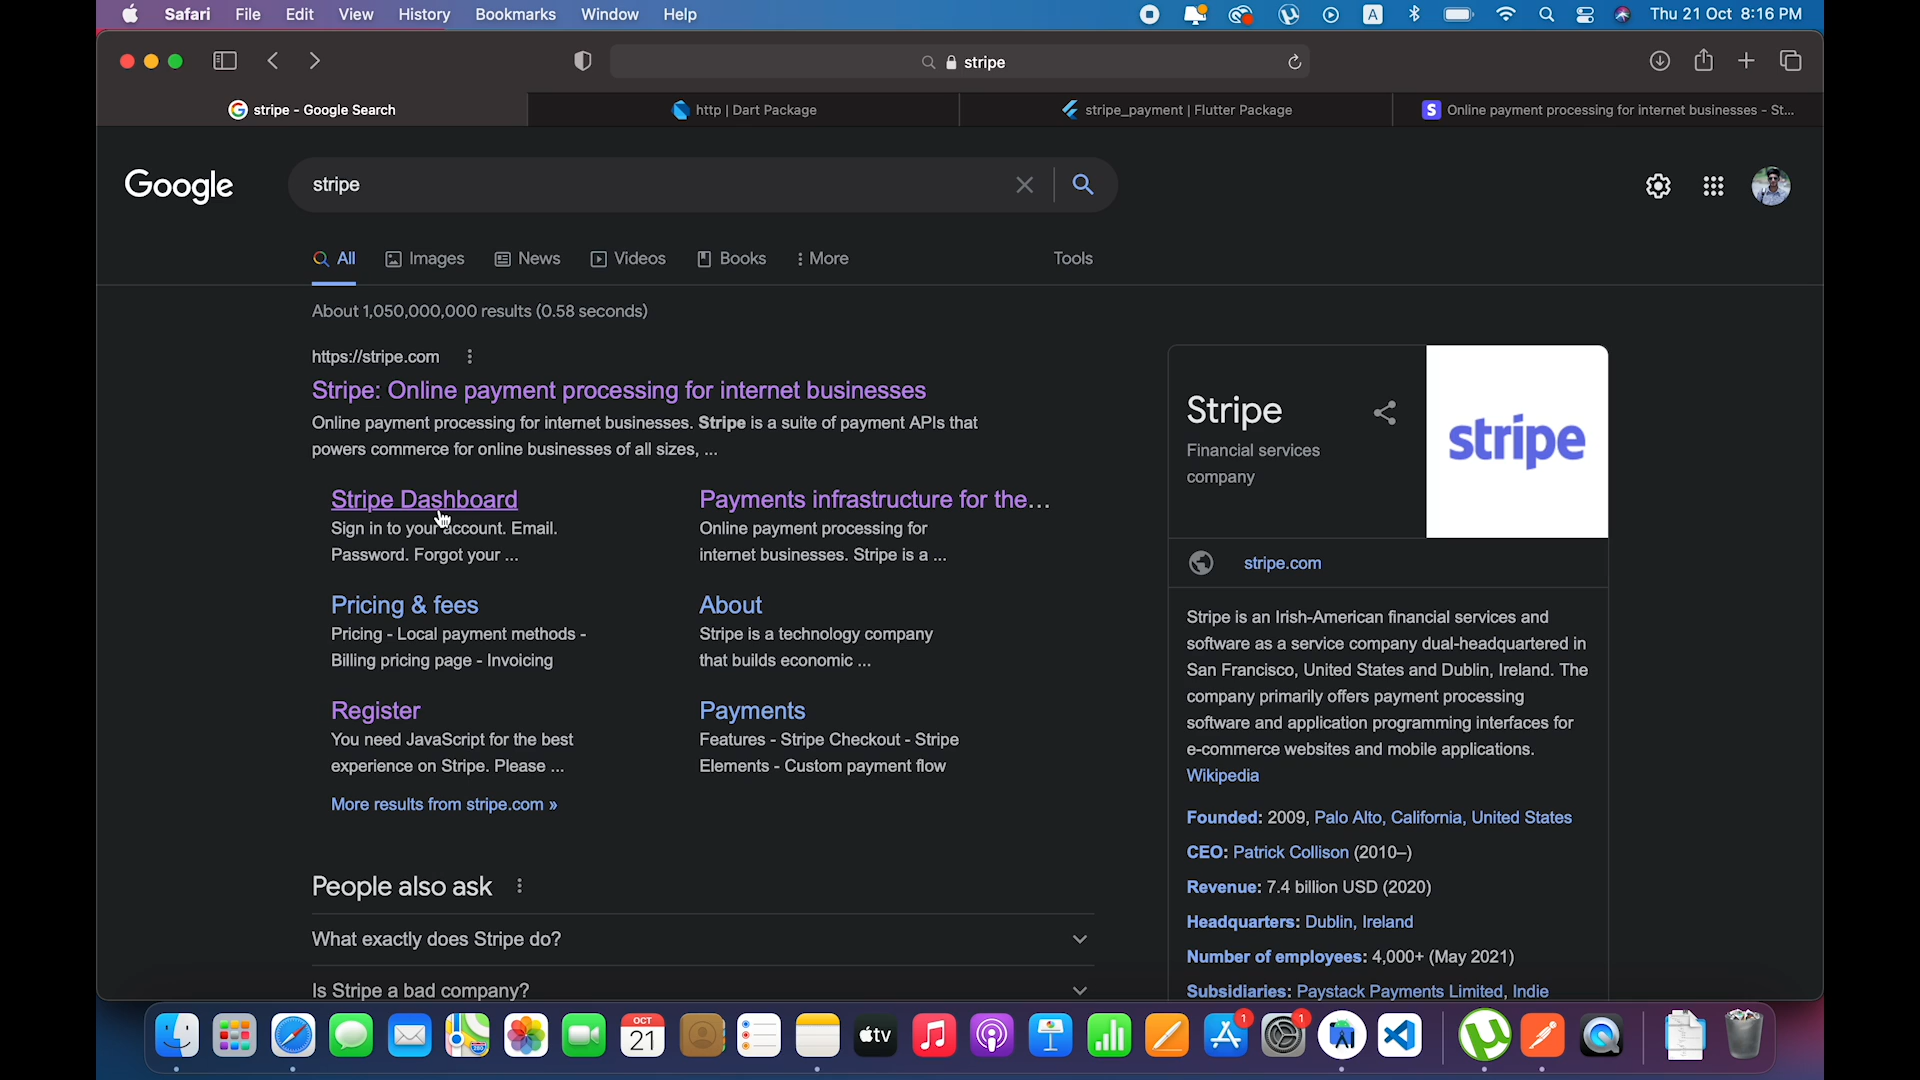 Safari File Edit View History Bookmarks Window Help A Thu 21 Oct 8:16 PM
stripe
stripe - Google Search http | Dart Package stripe_payment | Flutter Package S Online payment processing for internet businesses - St...
Google stripe
All Images News Videos Books More Tools
About 1,050,000,000 results (0.58 seconds)
https://stripe.com
Stripe: Online payment processing for internet businesses
Online payment processing for internet businesses. Stripe is a suite of payment APIs that
powers commerce for online businesses of all sizes, ...
Stripe Dashboard
Sign in to your account. Email.
Password. Forgot your ...
Payments infrastructure for the...
Online payment processing for
internet businesses. Stripe is a ...
Pricing & fees
Pricing - Local payment methods -
Billing pricing page - Invoicing
About
Stripe is a technology company
that builds economic ...
Register
You need JavaScript for the best
experience on Stripe. Please ...
Payments
Features - Stripe Checkout - Stripe
Elements - Custom payment flow
More results from stripe.com »
People also ask
What exactly does Stripe do?
Is Stripe a bad company?
Stripe
Financial services
company
stripe
stripe.com
Stripe is an Irish-American financial services and
software as a service company dual-headquartered in
San Francisco, United States and Dublin, Ireland. The
company primarily offers payment processing
software and application programming interfaces for
e-commerce websites and mobile applications.
Wikipedia
Founded: 2009, Palo Alto, California, United States
CEO: Patrick Collison (2010–)
Revenue: 7.4 billion USD (2020)
Headquarters: Dublin, Ireland
Number of employees: 4,000+ (May 2021)
Subsidiaries: Paystack Payments Limited, Indie
OCT
21
tv
1
1